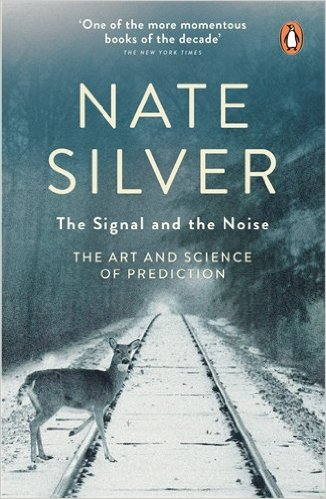 ‘One of the more momentous
books of the decade’
THE NEW YORK TIMES
NATE
SILVER
The Signal and the Noise
THE ART AND SCIENCE
OF PREDICTION